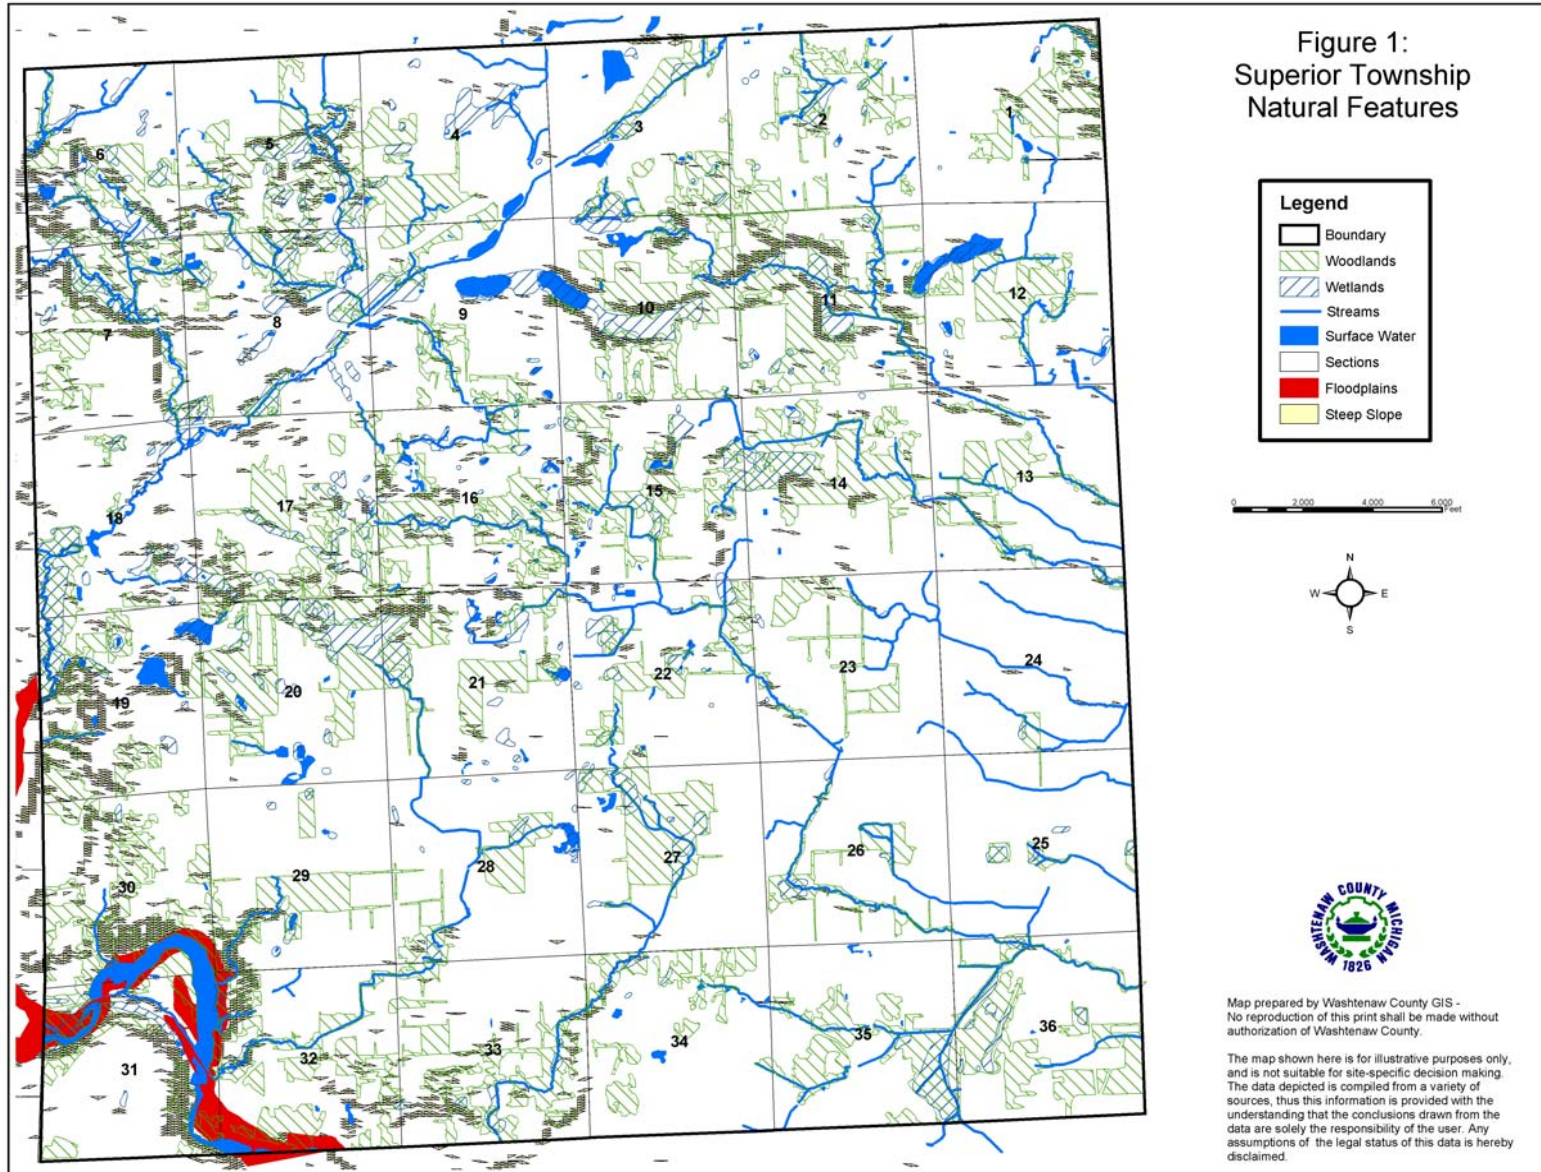 Figure 1:
Superior Township
Natural Features
Legend
Boundary
Woodlands
Wetlands
Streams
Surface Water
Sections
Floodplains
Steep Slope
0 2,000 4,000 6,000
Feet
N
W E
S
6 5 4 3 2 1
7 8 9 10 11 12
18 17 16 15 14 13
19 20 21 22 23 24
30 29 28 27 26 25
31 32 33 34 35 36
WASHTENAW COUNTY MICHIGAN
1826
Map prepared by Washtenaw County GIS -
No reproduction of this print shall be made without
authorization of Washtenaw County.
The map shown here is for illustrative purposes only,
and is not suitable for site-specific decision making.
The data depicted is compiled from a variety of
sources, thus this information is provided with the
understanding that the conclusions drawn from the
data are solely the responsibility of the user. Any
assumptions of the legal status of this data is hereby
disclaimed.